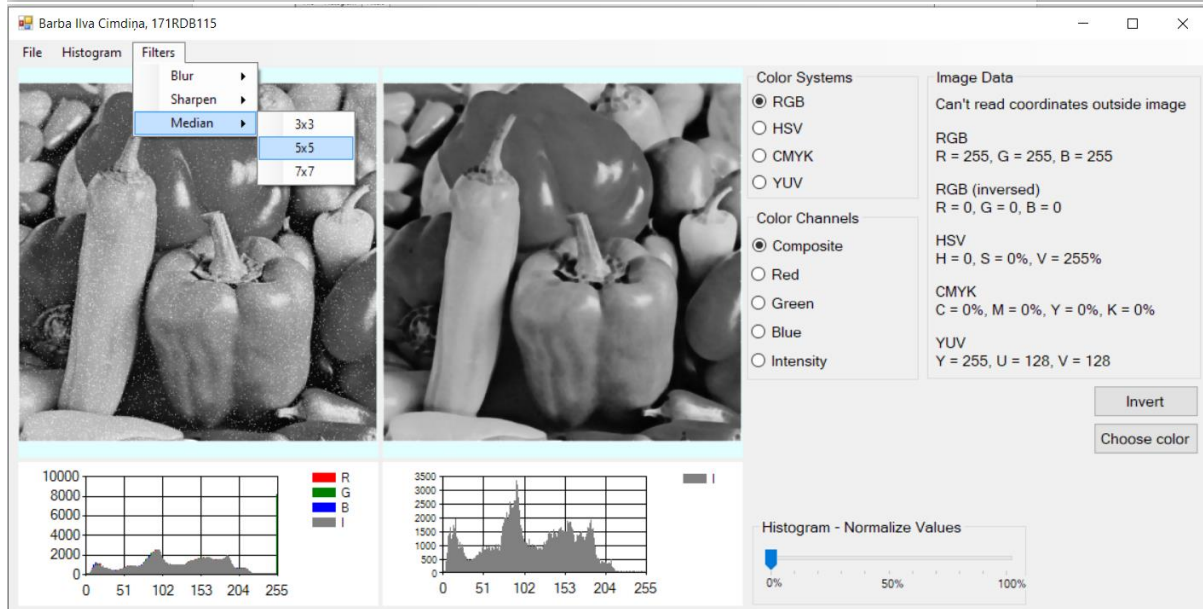 Barba Ilva Cimdiņa, 171RDB115
File Histogram Filters
Blur
Sharpen
Median
3x3
5x5
7x7
Color Systems
RGB
HSV
CMYK
YUV
Color Channels
Composite
Red
Green
Blue
Intensity
Image Data
Can't read coordinates outside image
RGB
R = 255, G = 255, B = 255
RGB (inversed)
R = 0, G = 0, B = 0
HSV
H = 0, S = 0%, V = 255%
CMYK
C = 0%, M = 0%, Y = 0%, K = 0%
YUV
Y = 255, U = 128, V = 128
Invert
Choose color
10000
8000
6000
4000
2000
0
0 51 102 153 204 255
R
G
B
I
3500
3000
2500
2000
1500
1000
500
0
0 51 102 153 204 255
I
Histogram - Normalize Values
0% 50% 100%